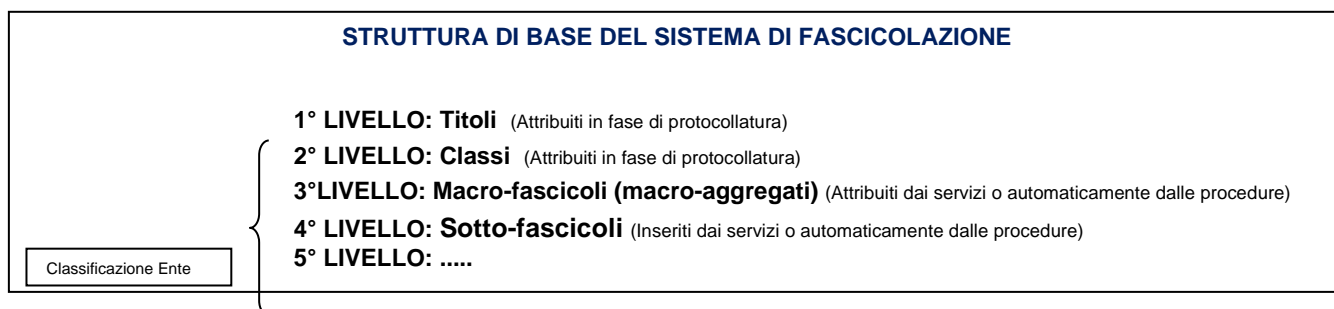 STRUTTURA DI BASE DEL SISTEMA DI FASCICOLAZIONE
1° LIVELLO: Titoli (Attribuiti in fase di protocollatura)
2° LIVELLO: Classi (Attribuiti in fase di protocollatura)
3°LIVELLO: Macro-fascicoli (macro-aggregati) (Attribuiti dai servizi o automaticamente dalle procedure)
4° LIVELLO: Sotto-fascicoli (Inseriti dai servizi o automaticamente dalle procedure)
5° LIVELLO: .....
Classificazione Ente